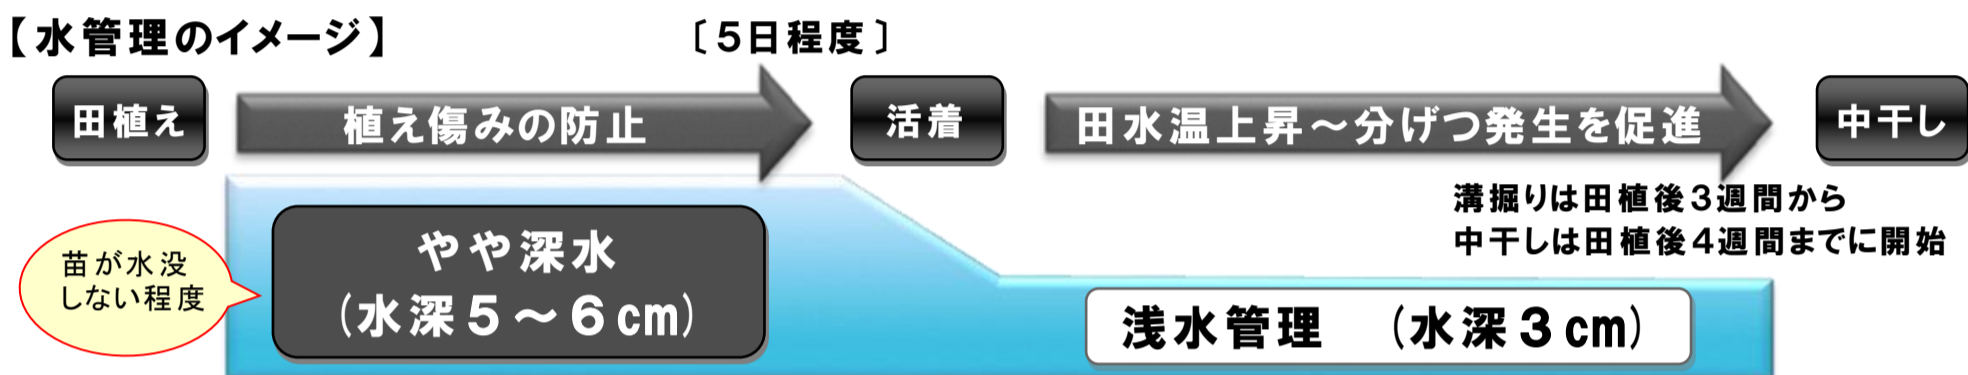 【水管理のイメージ】
〔５日程度〕
田植え
植え傷みの防止
活着
田水温上昇～分げつ発生を促進
中干し
溝掘りは田植後３週間から
中干しは田植後４週間までに開始
苗が水没
しない程度
やや深水
（水深５～６㎝）
浅水管理　（水深３㎝）